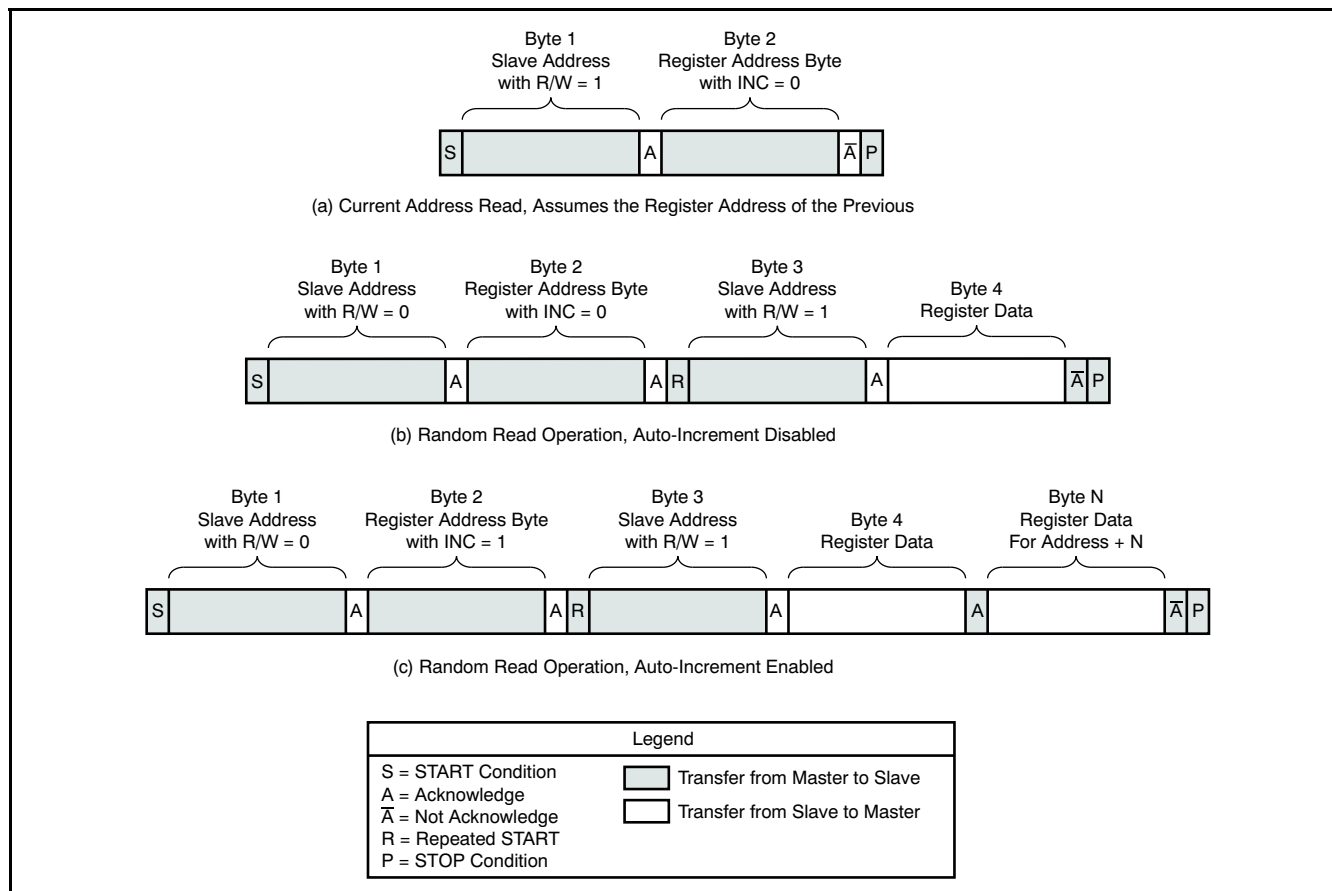 Byte 1
Slave Address
with R/W = 1
Byte 2
Register Address Byte
with INC = 0
S
A
A̅
P
(a) Current Address Read, Assumes the Register Address of the Previous
Byte 1
Slave Address
with R/W = 0
Byte 2
Register Address Byte
with INC = 0
Byte 3
Slave Address
with R/W = 1
Byte 4
Register Data
S
A
A
R
A
A̅
P
(b) Random Read Operation, Auto-Increment Disabled
Byte 1
Slave Address
with R/W = 0
Byte 2
Register Address Byte
with INC = 1
Byte 3
Slave Address
with R/W = 1
Byte 4
Register Data
Byte N
Register Data
For Address + N
S
A
A
R
A
A
A̅
P
(c) Random Read Operation, Auto-Increment Enabled
Legend
S = START Condition
A = Acknowledge
A̅ = Not Acknowledge
R = Repeated START
P = STOP Condition
Transfer from Master to Slave
Transfer from Slave to Master